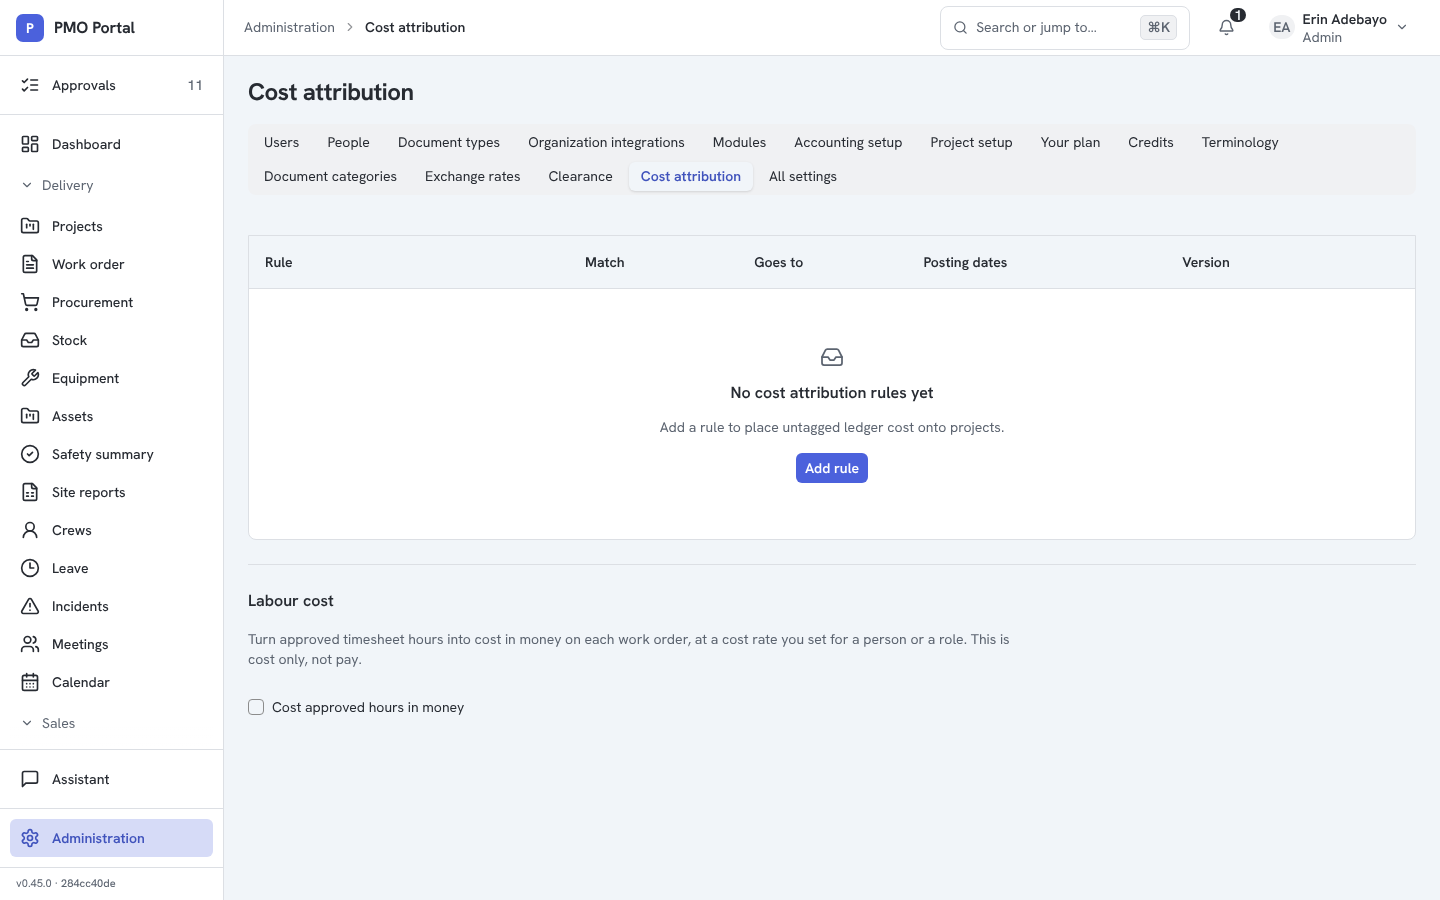 P PMO Portal
Administration > Cost attribution
Search or jump to... ⌘K
1
EA
Erin Adebayo
Admin
Approvals 11
Dashboard
Delivery
Projects
Work order
Procurement
Stock
Equipment
Assets
Safety summary
Site reports
Crews
Leave
Incidents
Meetings
Calendar
Sales
Assistant
Administration
v0.45.0 · 284cc40de
Cost attribution
Users People Document types Organization integrations Modules Accounting setup Project setup Your plan Credits Terminology
Document categories Exchange rates Clearance Cost attribution All settings
Rule Match Goes to Posting dates Version
No cost attribution rules yet
Add a rule to place untagged ledger cost onto projects.
Add rule
Labour cost
Turn approved timesheet hours into cost in money on each work order, at a cost rate you set for a person or a role. This is
cost only, not pay.
Cost approved hours in money